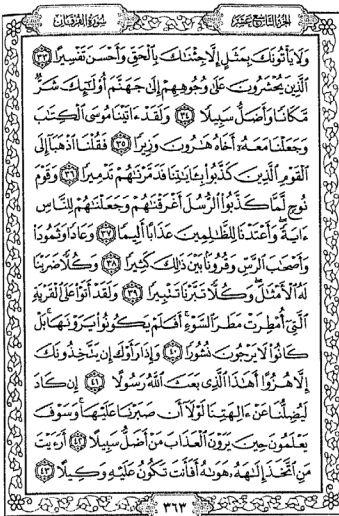 سورة الفرقان
الجزء التاسع عشر
وَلَا يَأْتُونَكَ بِمَثَلٍ إِلَّا جِئْنَٰكَ بِٱلْحَقِّ وَأَحْسَنَ تَفْسِيرًا ٣٣
ٱلَّذِينَ يُحْشَرُونَ عَلَىٰ وُجُوهِهِمْ إِلَىٰ جَهَنَّمَ أُو۟لَٰٓئِكَ شَرٌّ
مَّكَانًا وَأَضَلُّ سَبِيلًا ٣٤ وَلَقَدْ ءَاتَيْنَا مُوسَى ٱلْكِتَٰبَ
وَجَعَلْنَا مَعَهُۥٓ أَخَاهُ هَٰرُونَ وَزِيرًا ٣٥ فَقُلْنَا ٱذْهَبَآ إِلَى
ٱلْقَوْمِ ٱلَّذِينَ كَذَّبُوا۟ بِـَٔايَٰتِنَا فَدَمَّرْنَٰهُمْ تَدْمِيرًا ٣٦ وَقَوْمَ
نُوحٍ لَّمَّا كَذَّبُوا۟ ٱلرُّسُلَ أَغْرَقْنَٰهُمْ وَجَعَلْنَٰهُمْ لِلنَّاسِ
ءَايَةً ۖ وَأَعْتَدْنَا لِلظَّٰلِمِينَ عَذَابًا أَلِيمًا ٣٧ وَعَادًا وَثَمُودَا۟
وَأَصْحَٰبَ ٱلرَّسِّ وَقُرُونًۢا بَيْنَ ذَٰلِكَ كَثِيرًا ٣٨ وَكُلًّا ضَرَبْنَا
لَهُ ٱلْأَمْثَٰلَ ۖ وَكُلًّا تَبَّرْنَا تَتْبِيرًا ٣٩ وَلَقَدْ أَتَوْا۟ عَلَى ٱلْقَرْيَةِ
ٱلَّتِىٓ أُمْطِرَتْ مَطَرَ ٱلسَّوْءِ ۚ أَفَلَمْ يَكُونُوا۟ يَرَوْنَهَا ۚ بَلْ
كَانُوا۟ لَا يَرْجُونَ نُشُورًا ٤٠ وَإِذَا رَأَوْكَ إِن يَتَّخِذُونَكَ
إِلَّا هُزُوًا أَهَٰذَا ٱلَّذِى بَعَثَ ٱللَّهُ رَسُولًا ٤١ إِن كَادَ
لَيُضِلُّنَا عَنْ ءَالِهَتِنَا لَوْلَآ أَن صَبَرْنَا عَلَيْهَا ۚ وَسَوْفَ
يَعْلَمُونَ حِينَ يَرَوْنَ ٱلْعَذَابَ مَنْ أَضَلُّ سَبِيلًا ٤٢ أَرَءَيْتَ
مَنِ ٱتَّخَذَ إِلَٰهَهُۥ هَوَىٰهُ أَفَأَنتَ تَكُونُ عَلَيْهِ وَكِيلًا ٤٣
٣٦٣